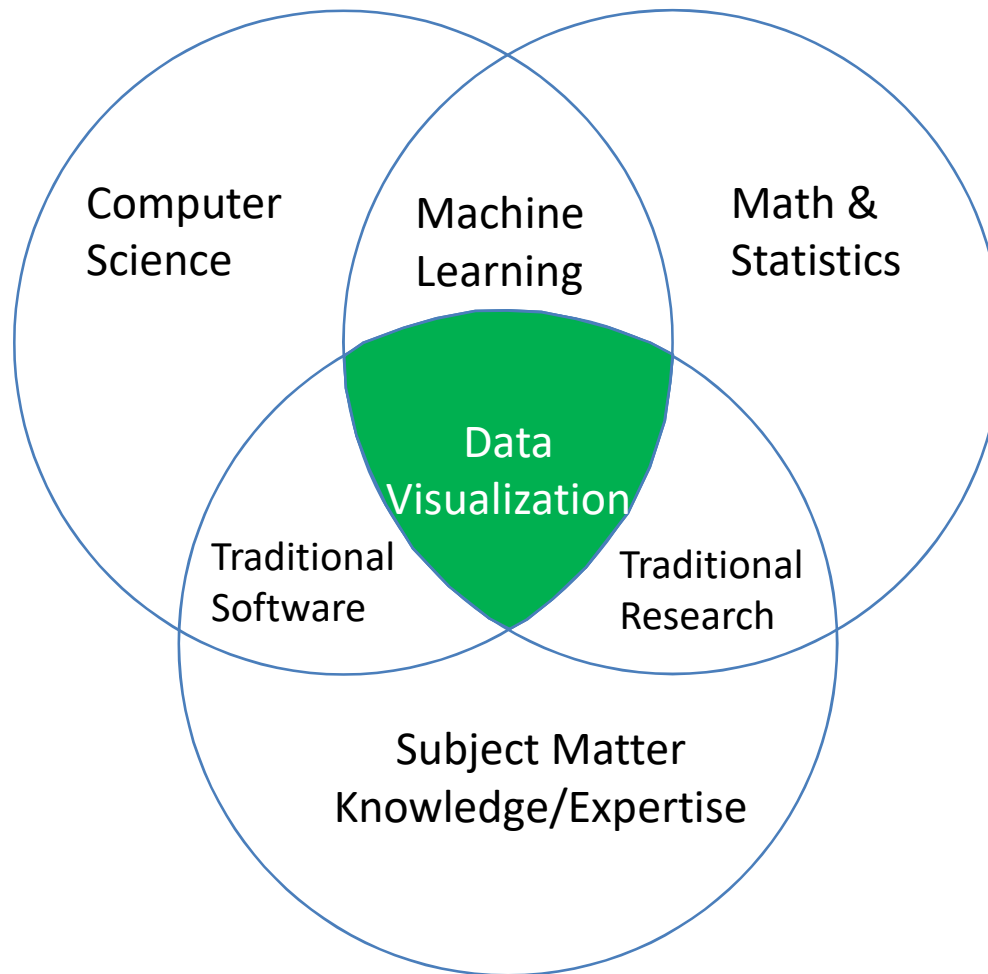 Computer
Science
Machine
Learning
Math &
Statistics
Data
Visualization
Traditional
Software
Traditional
Research
Subject Matter
Knowledge/Expertise